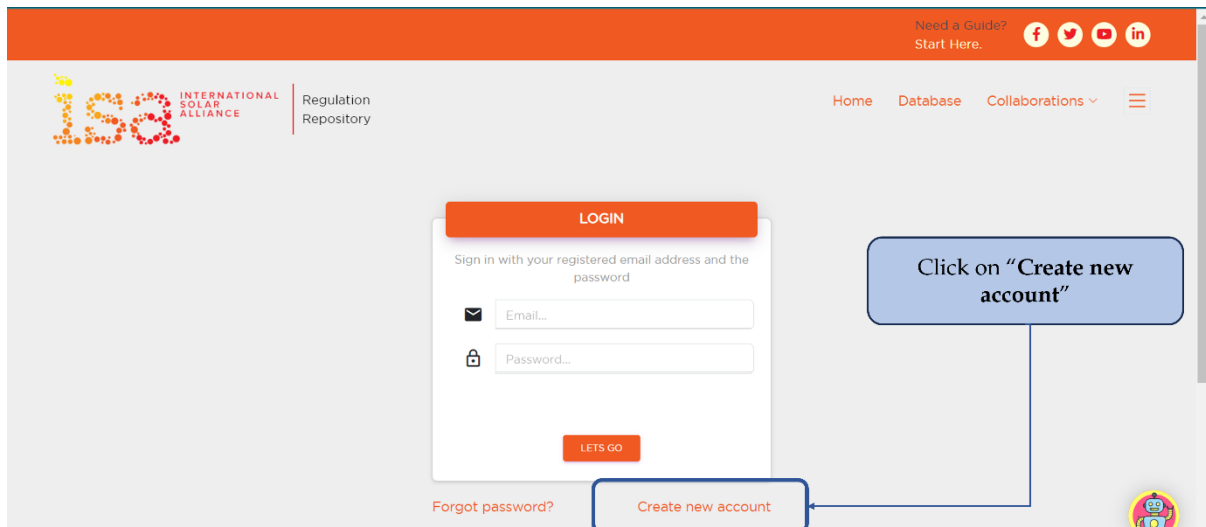 Need a Guide?
Start Here.
isa
INTERNATIONAL
SOLAR
ALLIANCE
Regulation
Repository
Home Database Collaborations
LOGIN
Sign in with your registered email address and the
password
Email...
Password...
LETS GO
Forgot password? Create new account
Click on “Create new
account”